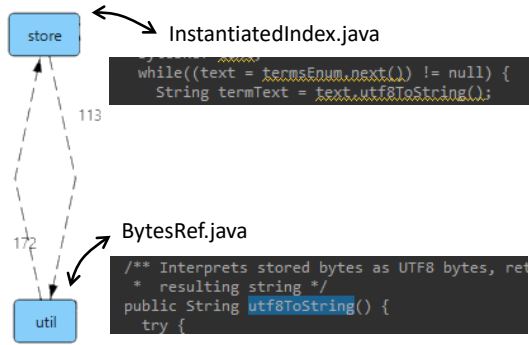 store
InstantiatedIndex.java
while((text = termsEnum.next()) != null) {
String termText = text.utf8ToString();
113
172
BytesRef.java
/** Interprets stored bytes as UTF8 bytes, ret
* resulting string */
public String utf8ToString() {
try {
util